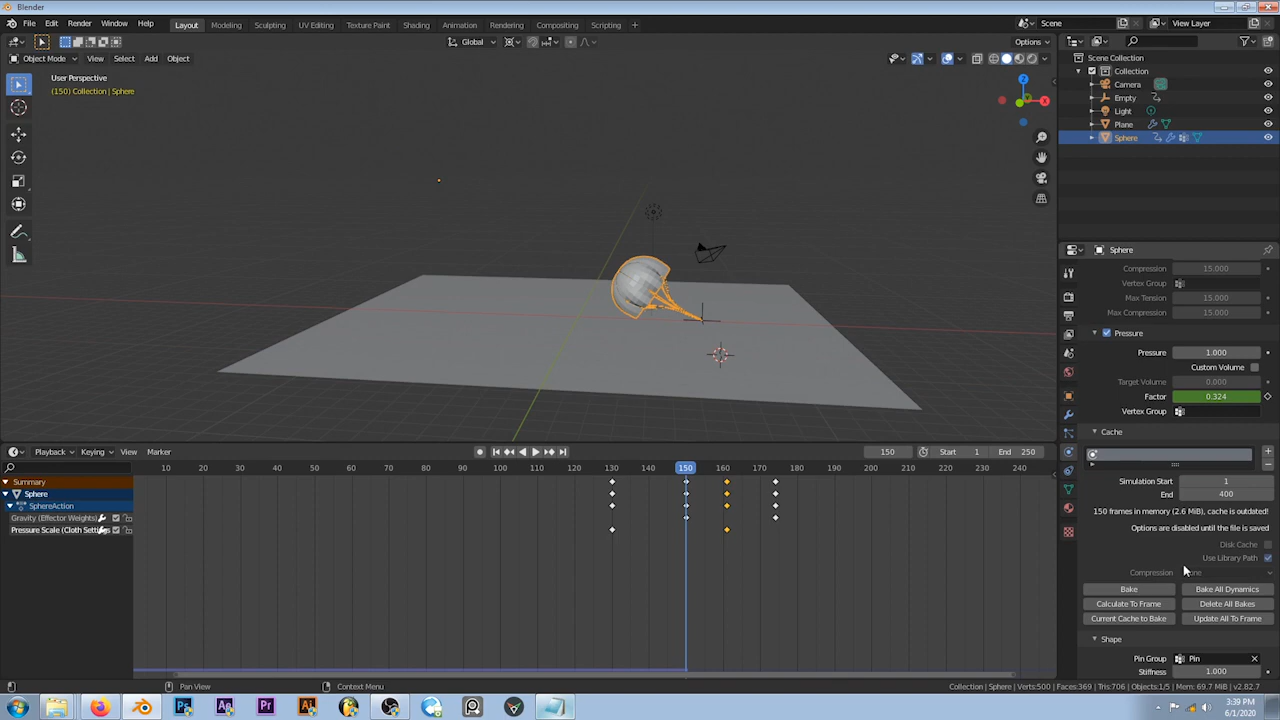 Blender
File Edit Render Window Help Layout Modeling Sculpting UV Editing Texture Paint Shading Animation Rendering Compositing Scripting + Scene View Layer
Global Options
Object Mode View Select Add Object
User Perspective
(150) Collection | Sphere
Z
X
Scene Collection
Collection
Camera
Empty
Light
Plane
Sphere
Sphere
Compression 15.000
Vertex Group
Max Tension 15.000
Max Compression 15.000
Pressure
Pressure 1.000
Custom Volume
Target Volume 0.000
Factor 0.324
Vertex Group
Cache
Simulation Start 1
End 400
150 frames in memory (2.6 MiB), cache is outdated!
Options are disabled until the file is saved
Disk Cache
Use Library Path
Compression
Bake Bake All Dynamics
Calculate To Frame Delete All Bakes
Current Cache to Bake Update All To Frame
Shape
Pin Group Pin
Stiffness 1.000
Playback Keying View Marker 150 Start 1 End 250
10 20 30 40 50 60 70 80 90 100 110 120 130 140 150 160 170 180 190 200 210 220 230 240
Summary
Sphere
SphereAction
Gravity (Effector Weights)
Pressure Scale (Cloth
Pan View Context Menu Collection | Sphere | Verts:500 | Faces:369 | Tris:706 | Objects:1/5 | Mem: 69.7 MiB | v2.82.7
Ps Ae Pr Ai
3:39 PM
6/1/2020